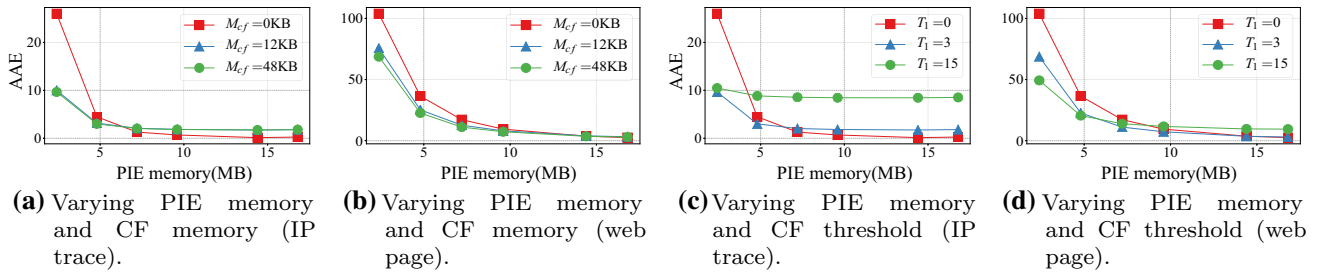 AAE
20
10
0
5
10
15
PIE memory(MB)
M_cf =0KB
M_cf =12KB
M_cf =48KB
(a) Varying PIE memory
and CF memory (IP
trace).
100
50
0
5
10
15
PIE memory(MB)
M_cf =0KB
M_cf =12KB
M_cf =48KB
(b) Varying PIE memory
and CF memory (web
page).
AAE
20
10
0
5
10
15
PIE memory(MB)
T_1 =0
T_1 =3
T_1 =15
(c) Varying PIE memory
and CF threshold (IP
trace).
AAE
100
50
0
5
10
15
PIE memory(MB)
T_1 =0
T_1 =3
T_1 =15
(d) Varying PIE memory
and CF threshold (web
page).